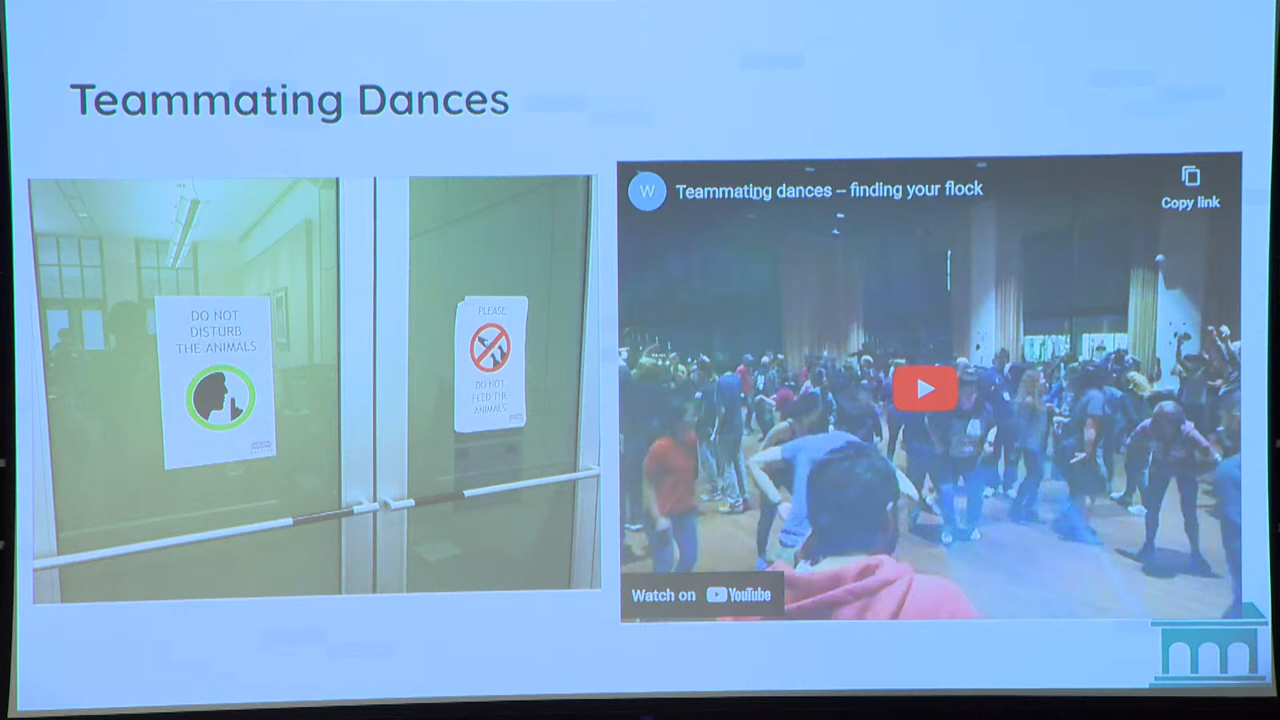 Teammating Dances
DO NOT
DISTURB
THE ANIMALS
PLEASE
DO NOT
FEED THE
ANIMALS
W
Teammating dances -- finding your flock
Copy link
Watch on YouTube